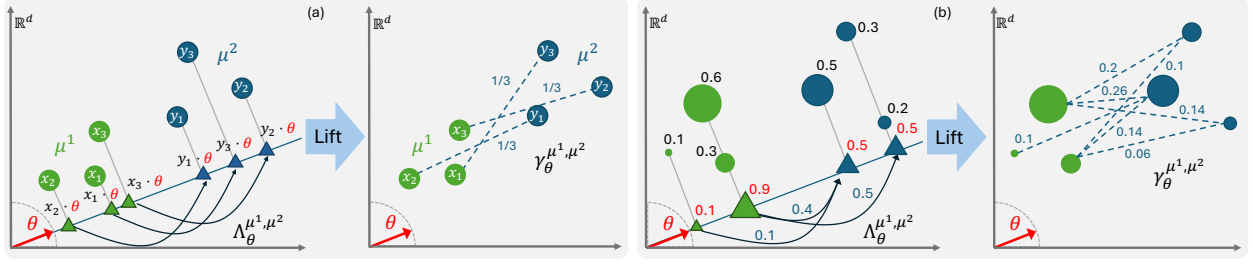 (a)
ℝᵈ
y₃
μ²
y₂
y₁
x₃
μ¹
x₂
x₁
y₁ · θ
y₃ · θ
y₂ · θ
x₂ · θ
x₁ · θ
x₃ · θ
θ
Λ_θ^{μ¹,μ²}
Lift
ℝᵈ
y₃
μ²
1/3
1/3
y₂
y₁
x₃
μ¹
1/3
x₂
x₁
γ_θ^{μ¹,μ²}
θ
(b)
ℝᵈ
0.3
0.5
0.6
0.2
0.5
0.1
0.3
0.5
0.9
0.5
0.1
0.4
0.1
θ
Λ_θ^{μ¹,μ²}
Lift
ℝᵈ
0.2
0.1
0.26
0.14
0.1
0.14
0.06
γ_θ^{μ¹,μ²}
θ